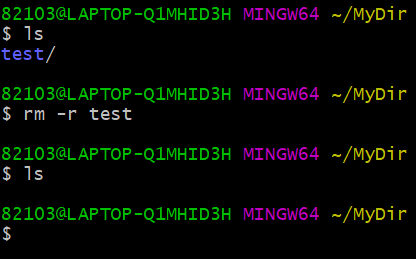 82103@LAPTOP-Q1MHID3H MINGW64 ~/MyDir
$ ls
test/
82103@LAPTOP-Q1MHID3H MINGW64 ~/MyDir
$ rm -r test
82103@LAPTOP-Q1MHID3H MINGW64 ~/MyDir
$ ls
82103@LAPTOP-Q1MHID3H MINGW64 ~/MyDir
$